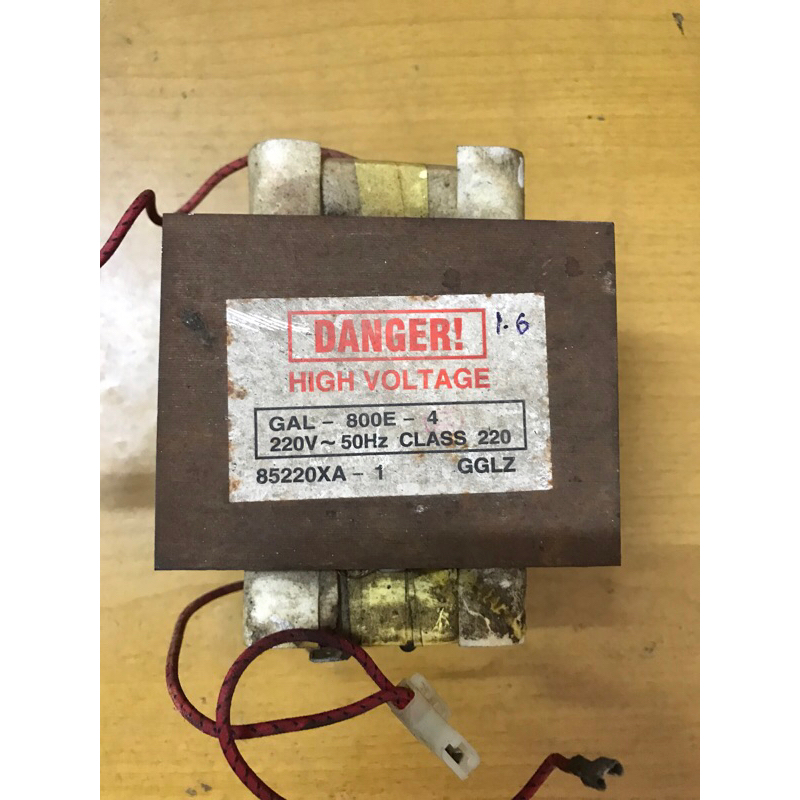 DANGER!
1.6
HIGH VOLTAGE
GAL - 800E - 4
220V ~ 50Hz CLASS 220
85220XA - 1 GGLZ